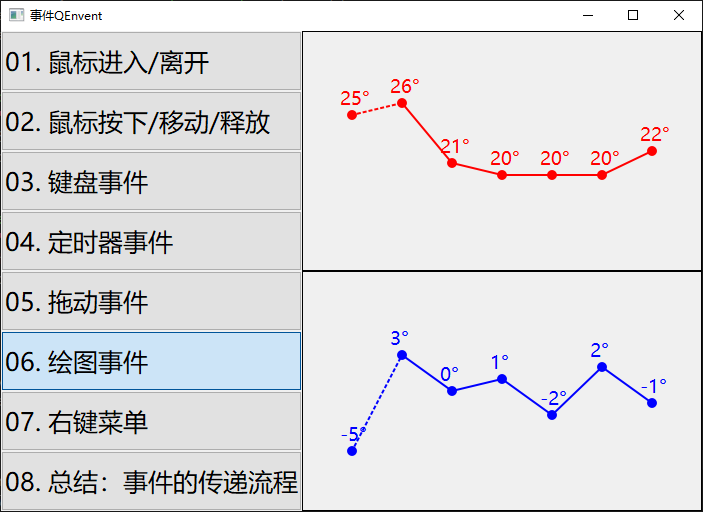 事件QEnvent
01. 鼠标进入/离开
02. 鼠标按下/移动/释放
03. 键盘事件
04. 定时器事件
05. 拖动事件
06. 绘图事件
07. 右键菜单
08. 总结：事件的传递流程
25° 26° 21° 20° 20° 20° 22°
-5° 3° 0° 1° -2° 2° -1°